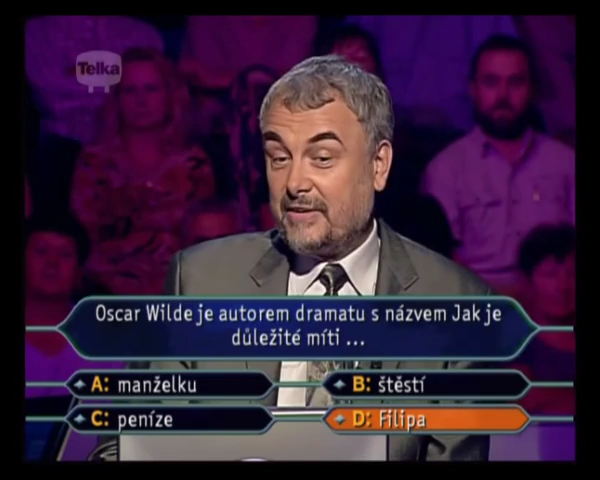 Telka
Oscar Wilde je autorem dramatu s názvem Jak je
důležité míti ...
A: manželku
B: štěstí
C: peníze
D: Filipa